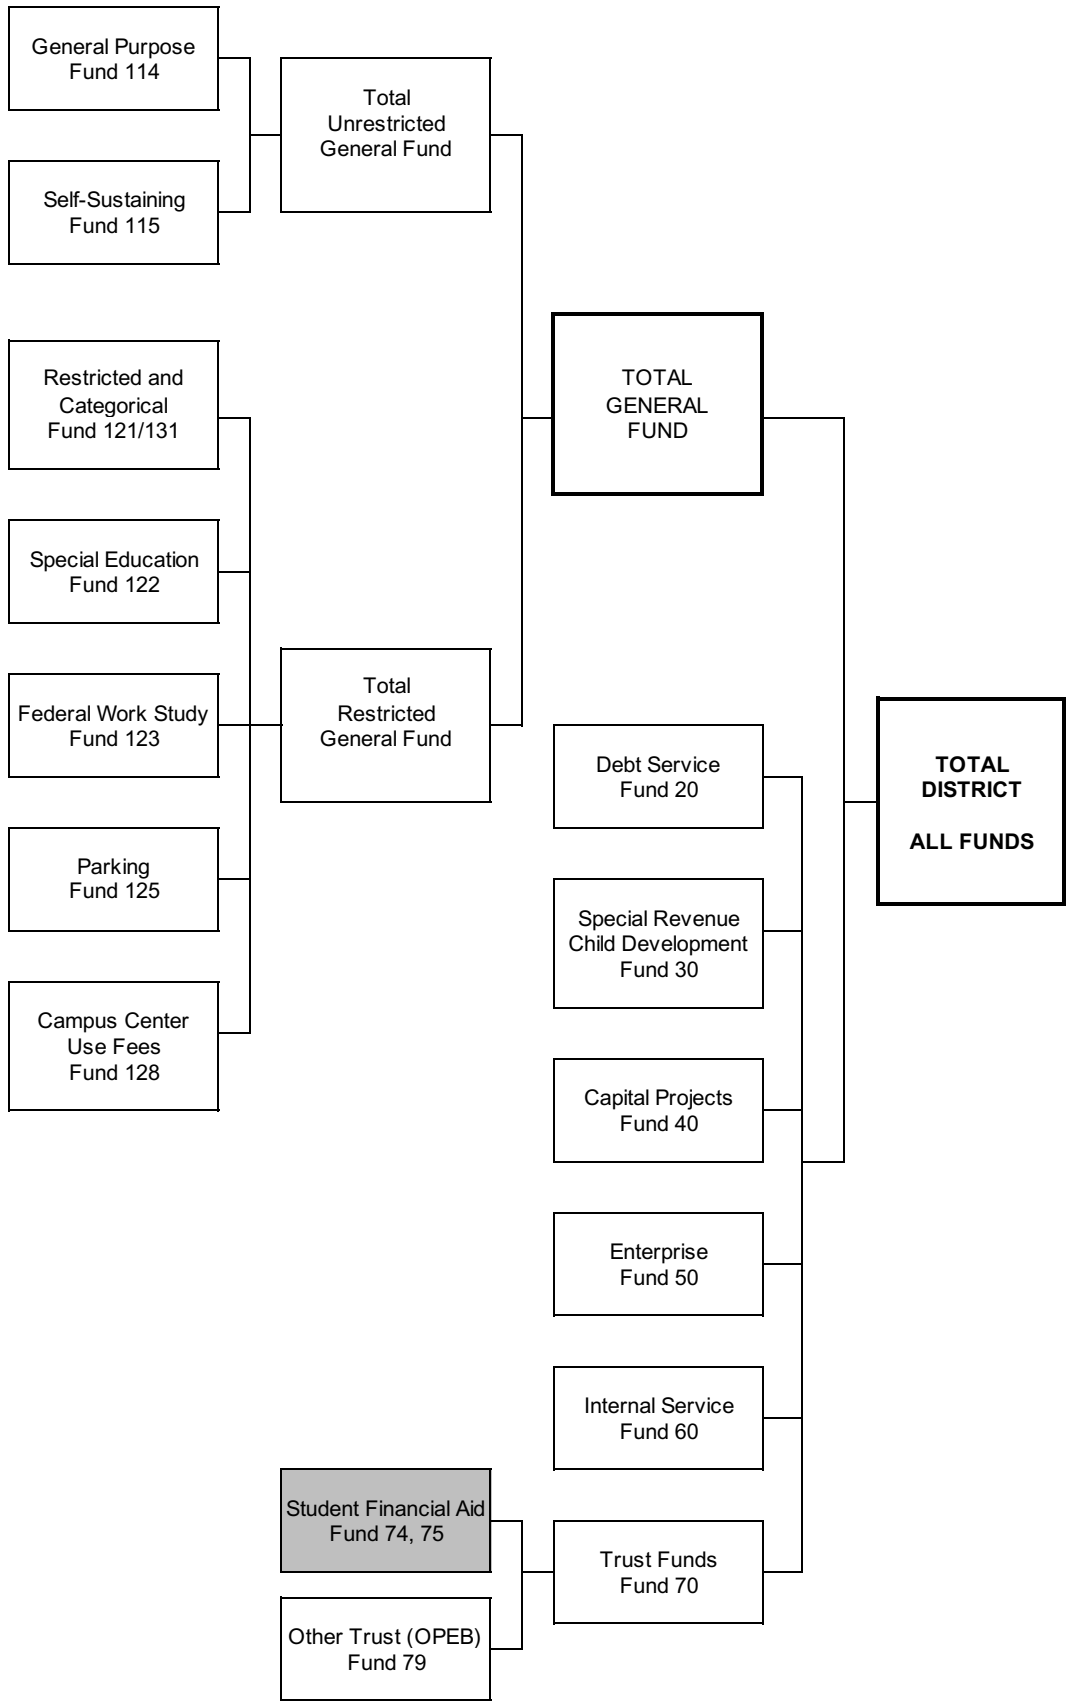 General Purpose
Fund 114
Total
Unrestricted
General Fund
Self-Sustaining
Fund 115
Restricted and
Categorical
Fund 121/131
TOTAL
GENERAL
FUND
Special Education
Fund 122
Federal Work Study
Fund 123
Total
Restricted
General Fund
Debt Service
Fund 20
TOTAL
DISTRICT
ALL FUNDS
Parking
Fund 125
Special Revenue
Child Development
Fund 30
Campus Center
Use Fees
Fund 128
Capital Projects
Fund 40
Enterprise
Fund 50
Internal Service
Fund 60
Student Financial Aid
Fund 74, 75
Trust Funds
Fund 70
Other Trust (OPEB)
Fund 79